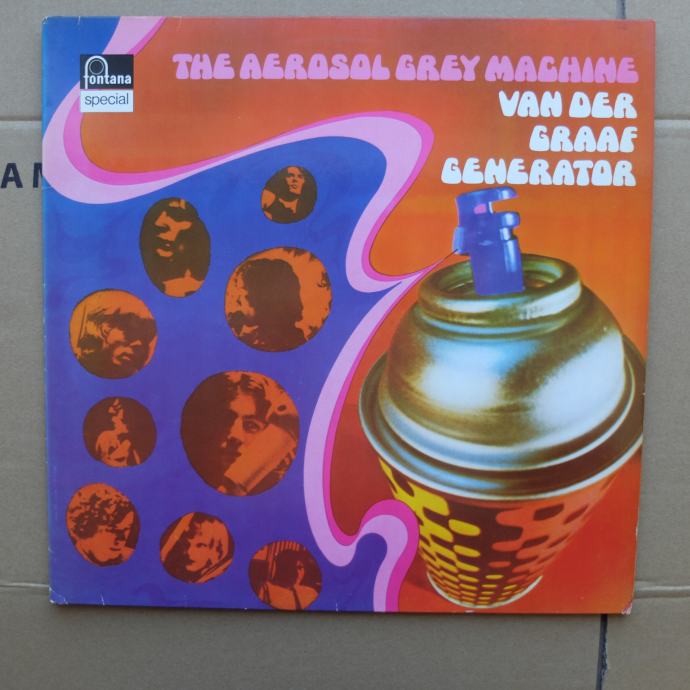 fontana
special
THE AEROSOL GREY MACHINE
VAN DER
GRAAF
GENERATOR
A